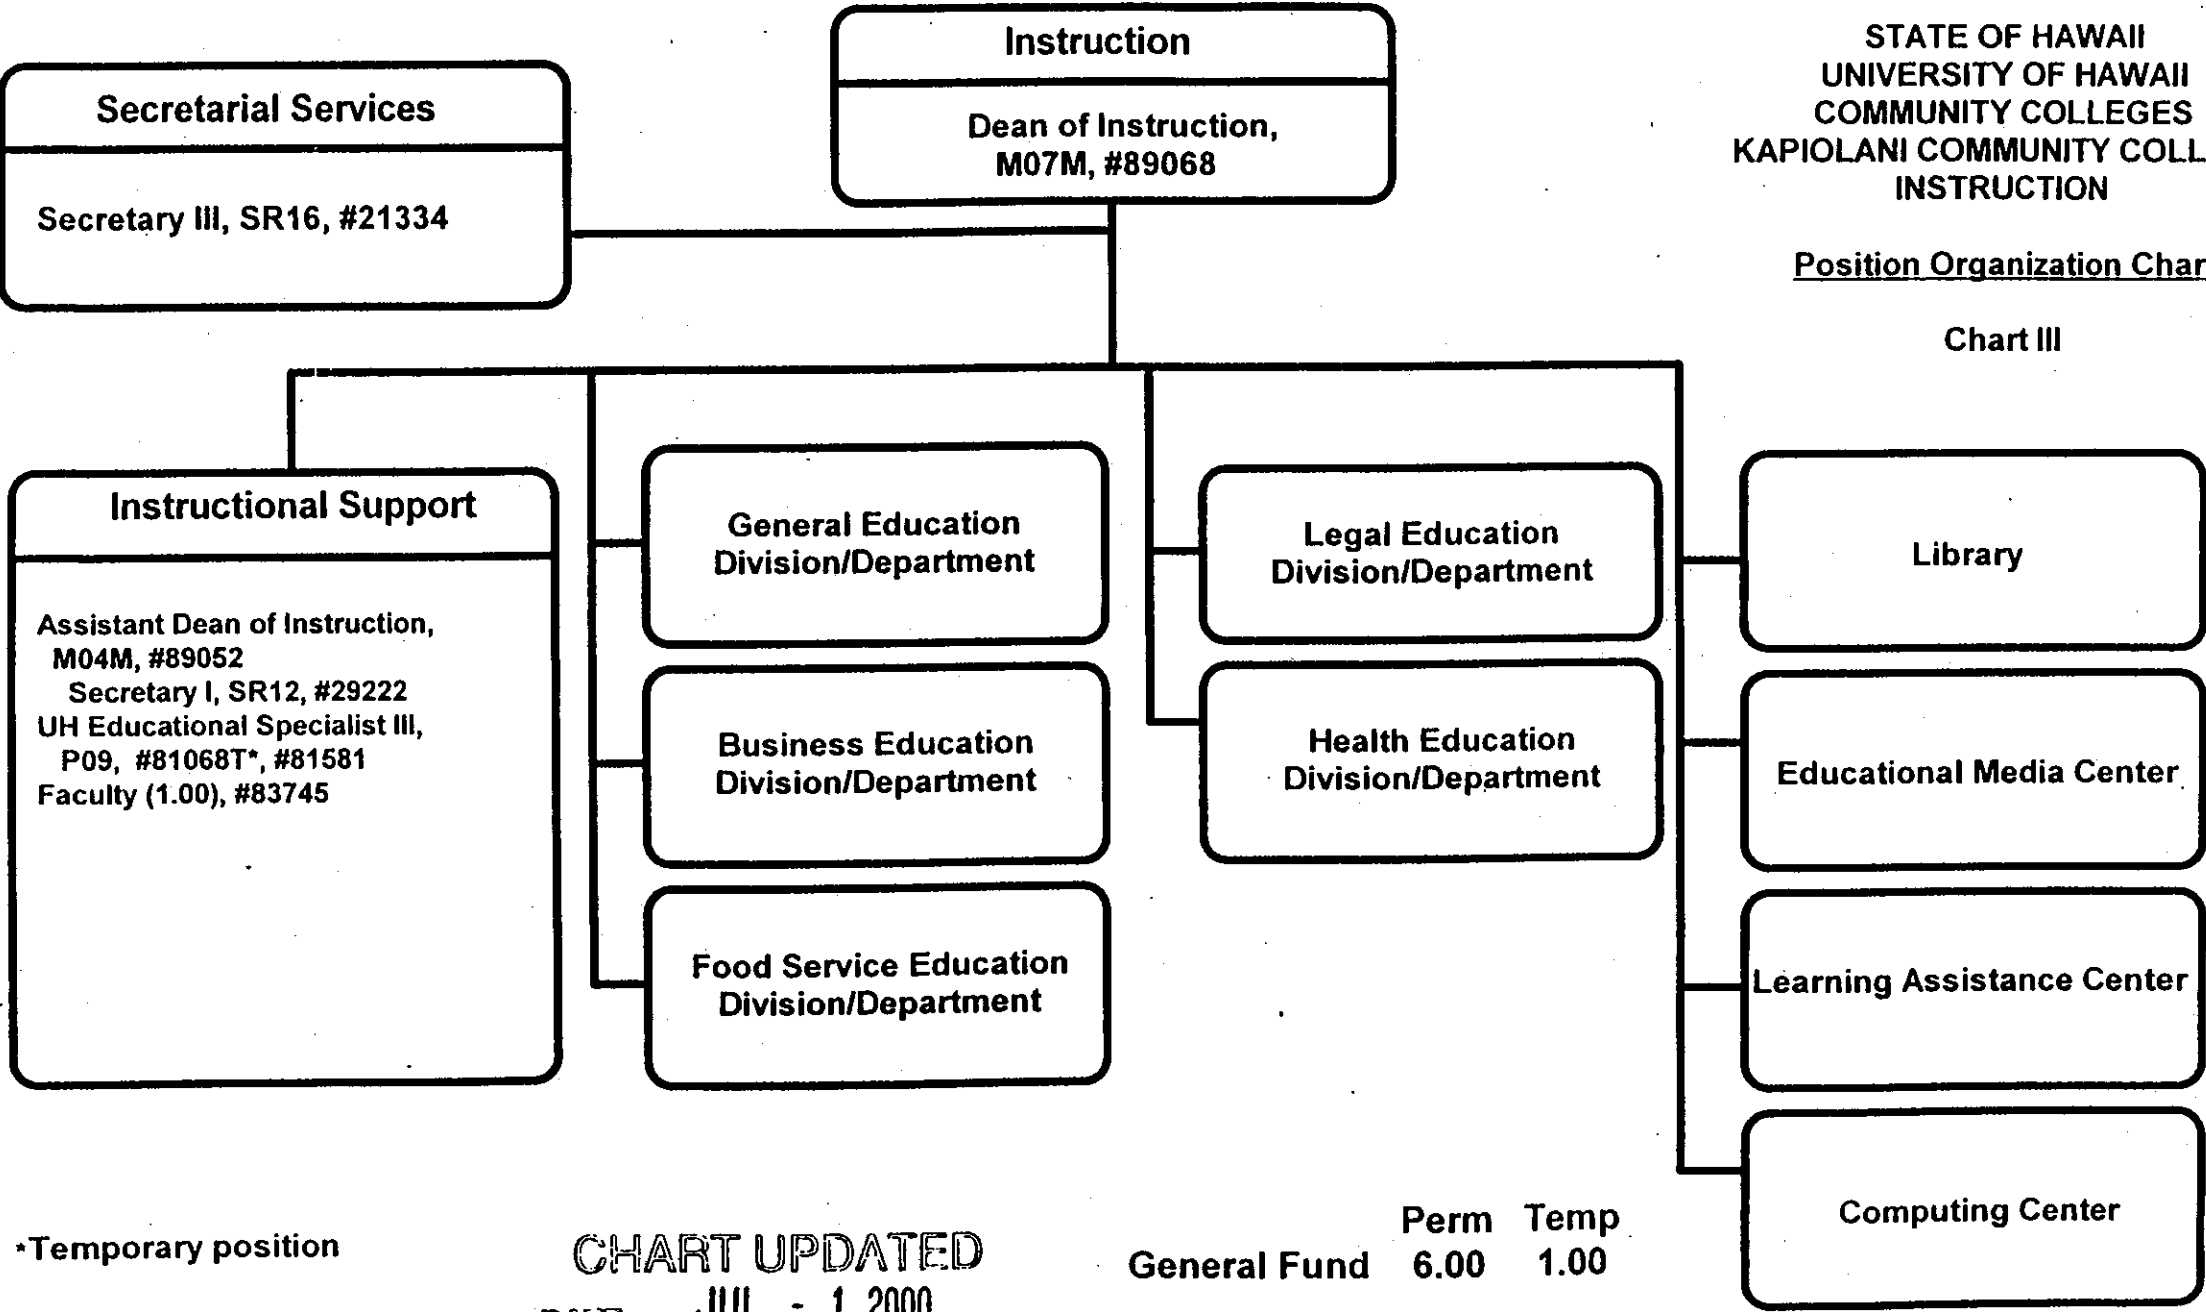 Instruction
Dean of Instruction,
M07M, #89068
Secretarial Services
Secretary III, SR16, #21334
STATE OF HAWAII
UNIVERSITY OF HAWAII
COMMUNITY COLLEGES
KAPIOLANI COMMUNITY COLL
INSTRUCTION
Position Organization Char
Chart III
Instructional Support
Assistant Dean of Instruction,
M04M, #89052
Secretary I, SR12, #29222
UH Educational Specialist III,
P09, #81068T*, #81581
Faculty (1.00), #83745
General Education
Division/Department
Business Education
Division/Department
Food Service Education
Division/Department
Legal Education
Division/Department
Health Education
Division/Department
Library
Educational Media Center
Learning Assistance Center
Computing Center
*Temporary position
CHART UPDATED
JUL - 1 2000
Perm Temp
General Fund 6.00 1.00